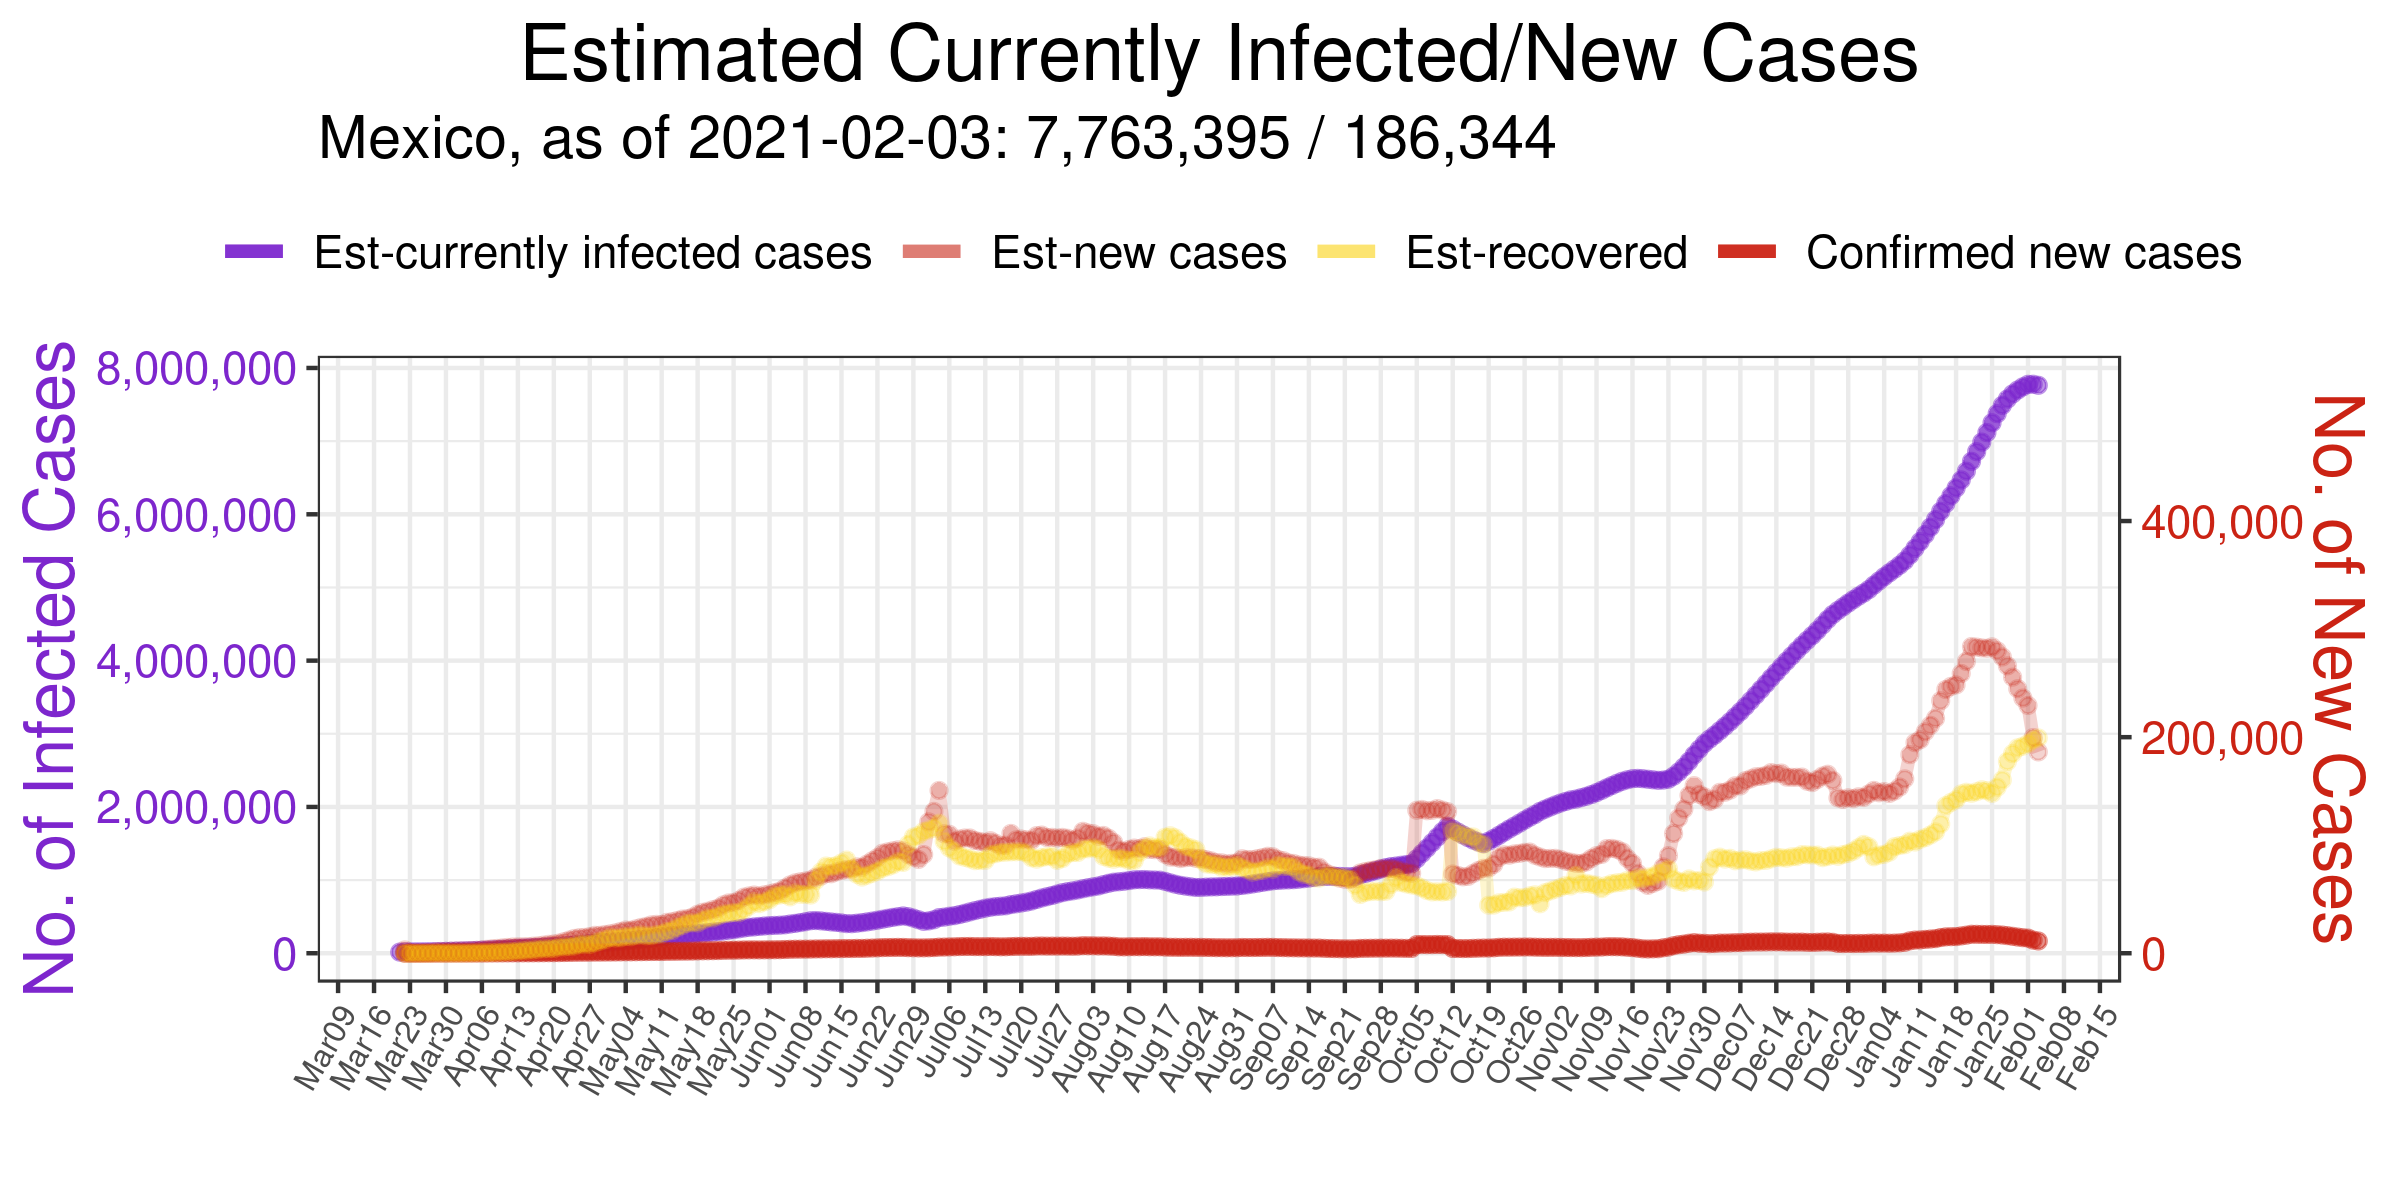 Estimated Currently Infected/New Cases
Mexico, as of 2021-02-03: 7,763,395 / 186,344
Est-currently infected cases Est-new cases Est-recovered Confirmed new cases
No. of Infected Cases
8,000,000
6,000,000
4,000,000
2,000,000
0
400,000
200,000
0
No. of New Cases
Mar09 Mar16 Mar23 Mar30 Apr06 Apr13 Apr20 Apr27 May04 May11 May18 May25 Jun01 Jun08 Jun15 Jun22 Jun29 Jul06 Jul13 Jul20 Jul27 Aug03 Aug10 Aug17 Aug24 Aug31 Sep07 Sep14 Sep21 Sep28 Oct05 Oct12 Oct19 Oct26 Nov02 Nov09 Nov16 Nov23 Nov30 Dec07 Dec14 Dec21 Dec28 Jan04 Jan11 Jan18 Jan25 Feb01 Feb08 Feb15